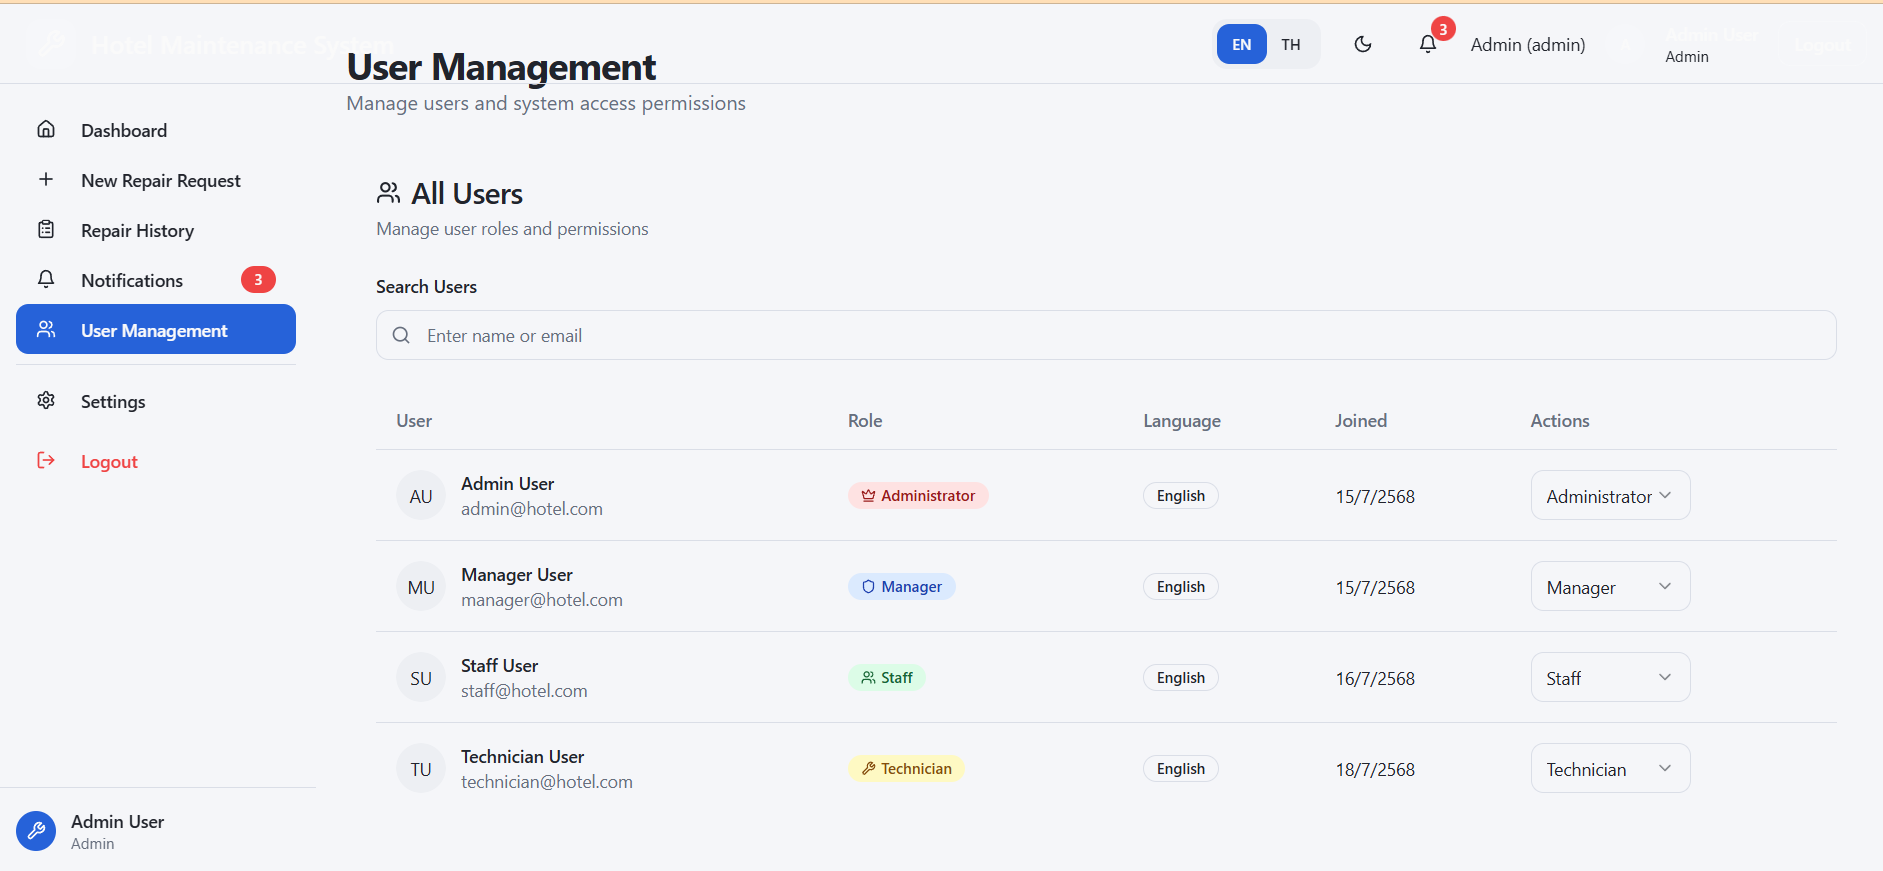 Hotel Maintenance System
EN TH
3
Admin (admin)
Admin User
Admin
Logout
User Management
Manage users and system access permissions
Dashboard
New Repair Request
Repair History
Notifications 3
User Management
Settings
Logout
Admin User
Admin
All Users
Manage user roles and permissions
Search Users
Enter name or email
User Role Language Joined Actions
AU Admin User Administrator English 15/7/2568 Administrator
admin@hotel.com
MU Manager User Manager English 15/7/2568 Manager
manager@hotel.com
SU Staff User Staff English 16/7/2568 Staff
staff@hotel.com
TU Technician User Technician English 18/7/2568 Technician
technician@hotel.com